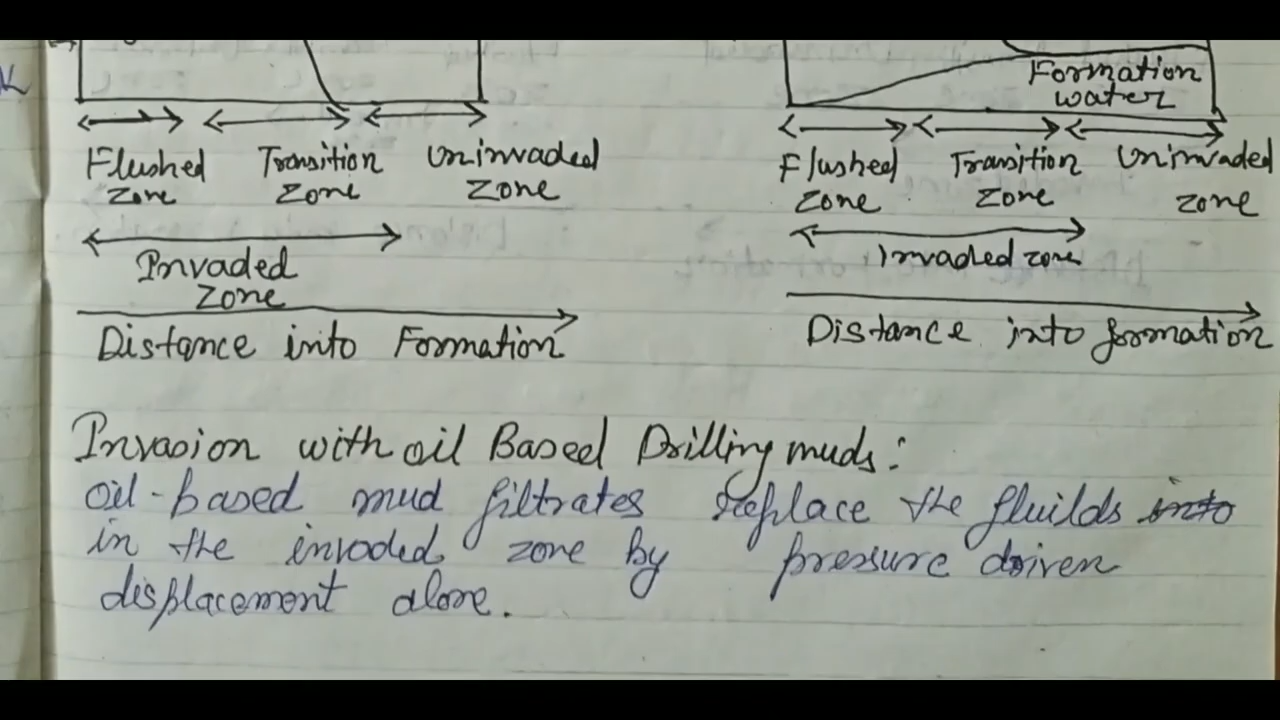 Formation
water
Flushed
Zone
Transition
Zone
Uninvaded
Zone
Flushed
zone
Transition
Zone
Uninvaded
zone
Invaded
Zone
Invaded zone
Distance into Formation
Distance into formation
Invasion with oil Based Drilling muds:
Oil-based mud filtrates replace the fluilds into
in the invaded zone by pressure driven
displacement alone.